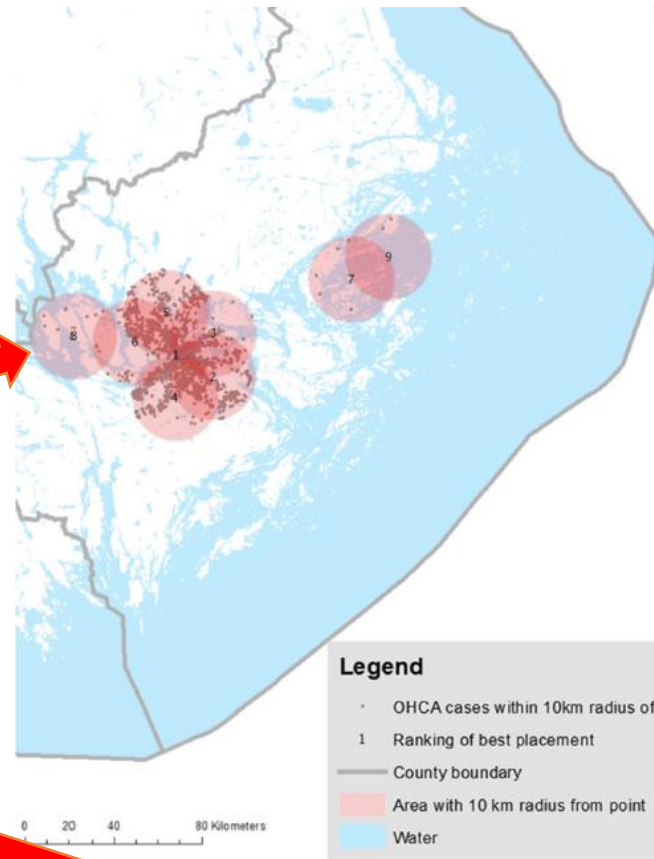 9
7
5
3
8
6
1
2
4
Legend
OHCA cases within 10km radius of
1 Ranking of best placement
County boundary
Area with 10 km radius from point
Water
0 20 40 80 Kilometers